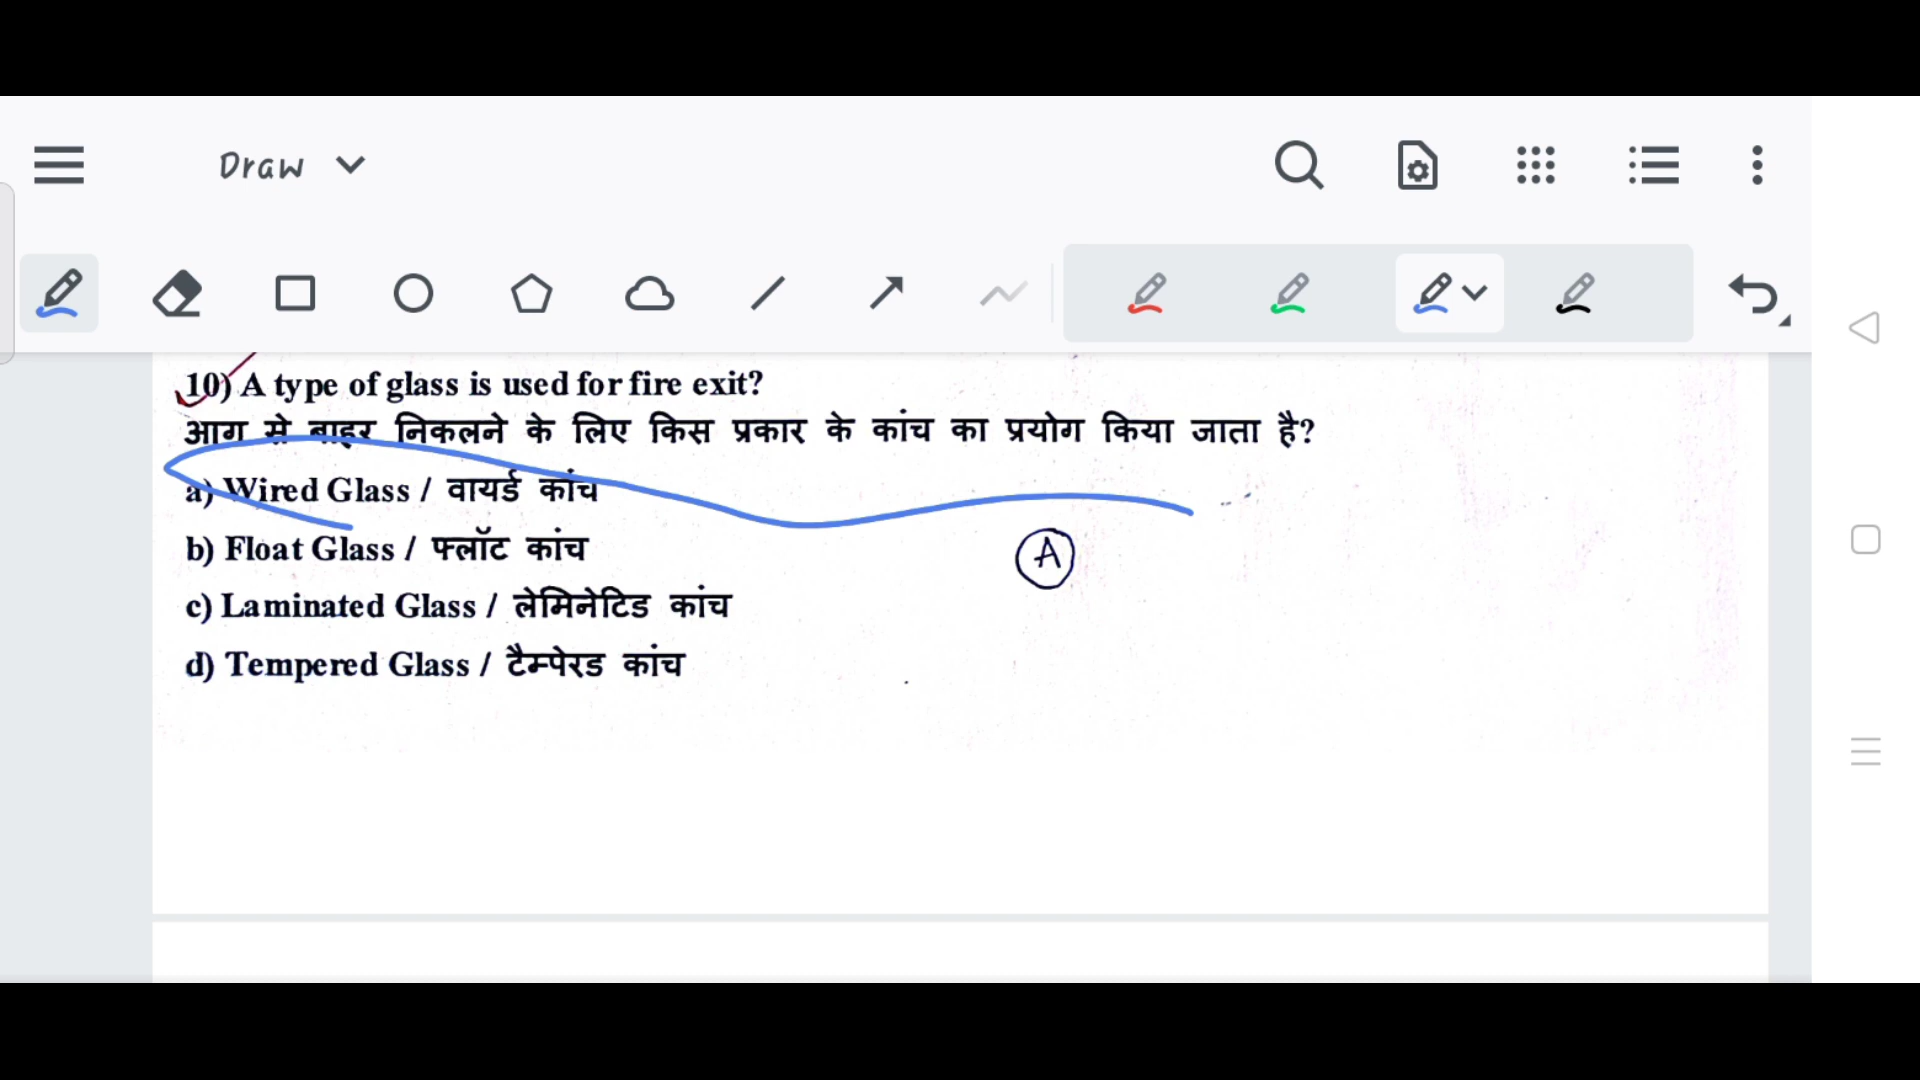 Draw
10) A type of glass is used for fire exit?
आग से बाहर निकलने के लिए किस प्रकार के कांच का प्रयोग किया जाता है?
a) Wired Glass / वायर्ड कांच
b) Float Glass / फ्लॉट कांच
A
c) Laminated Glass / लेमिनेटिड कांच
d) Tempered Glass / टैम्पेरड कांच